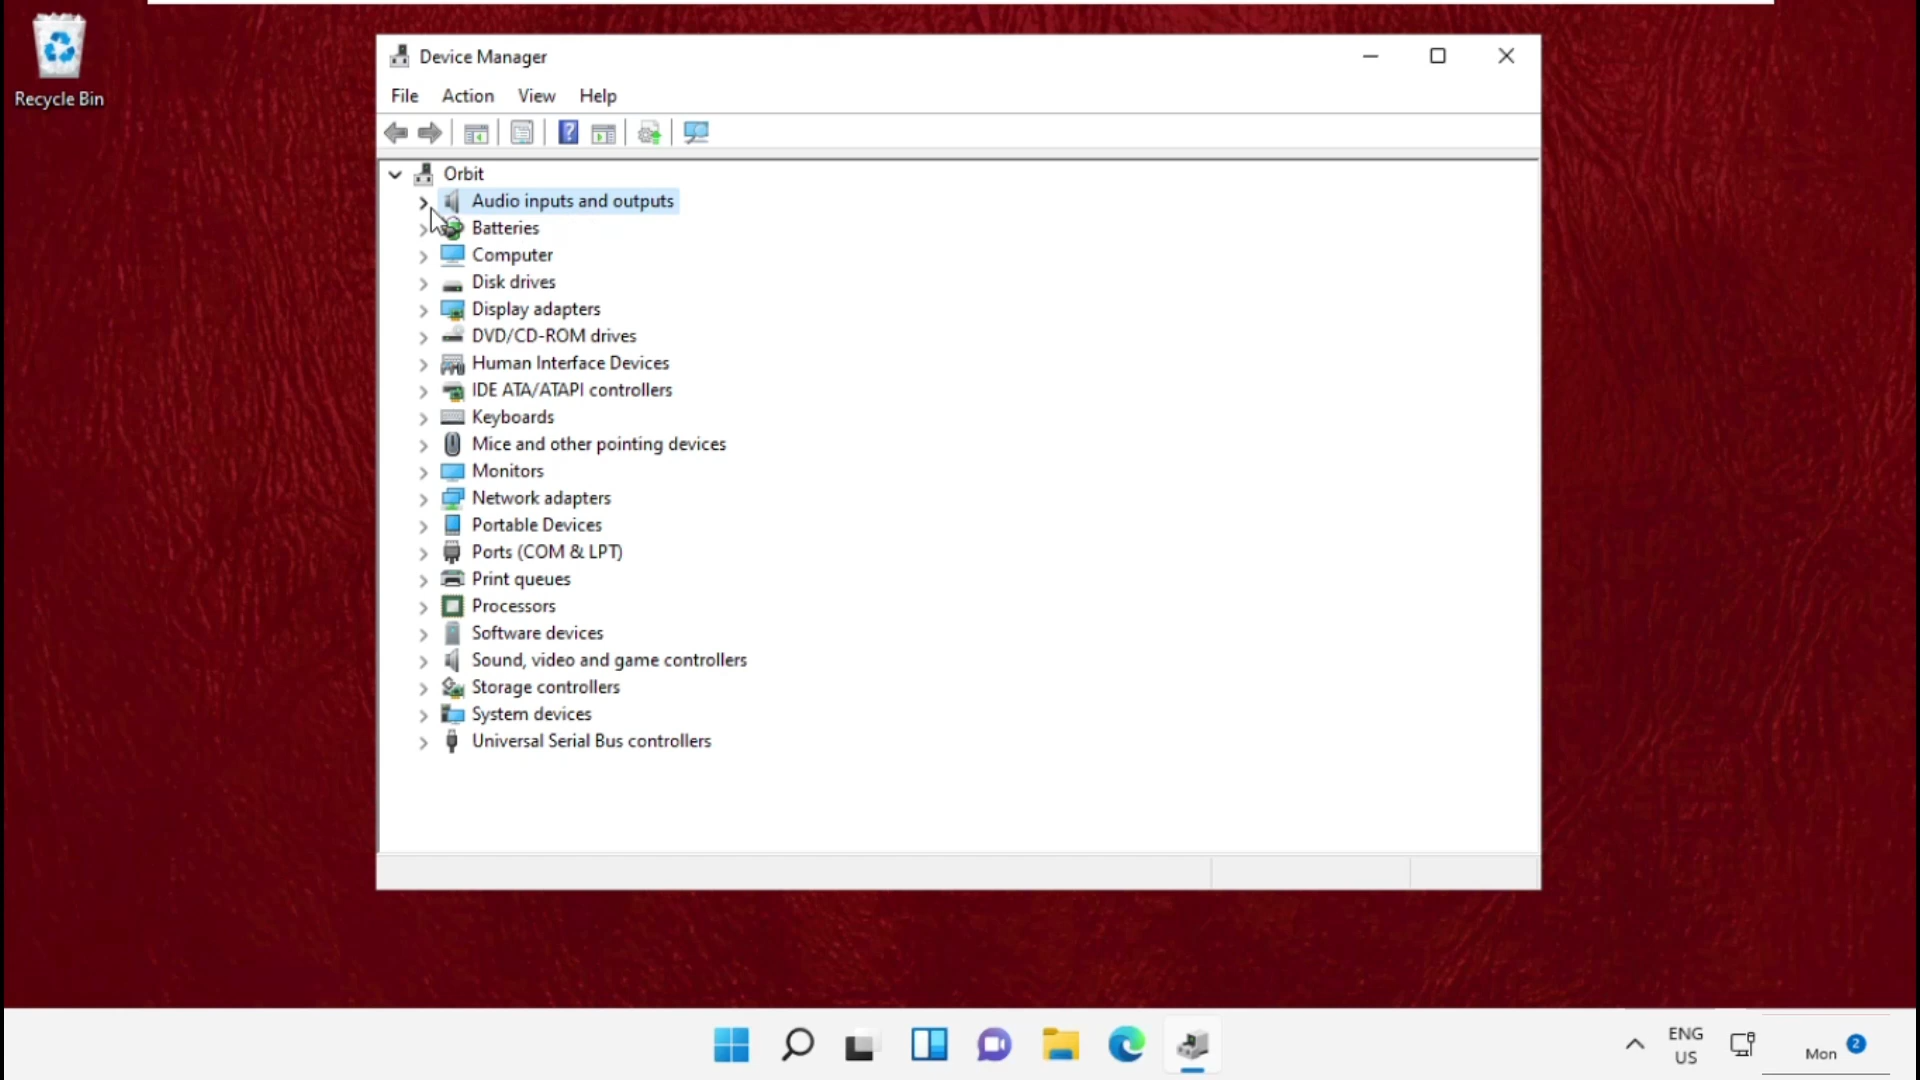 Recycle Bin
Device Manager
File Action View Help
Orbit
Audio inputs and outputs
Batteries
Computer
Disk drives
Display adapters
DVD/CD-ROM drives
Human Interface Devices
IDE ATA/ATAPI controllers
Keyboards
Mice and other pointing devices
Monitors
Network adapters
Portable Devices
Ports (COM & LPT)
Print queues
Processors
Software devices
Sound, video and game controllers
Storage controllers
System devices
Universal Serial Bus controllers
ENG
US
Mon 2